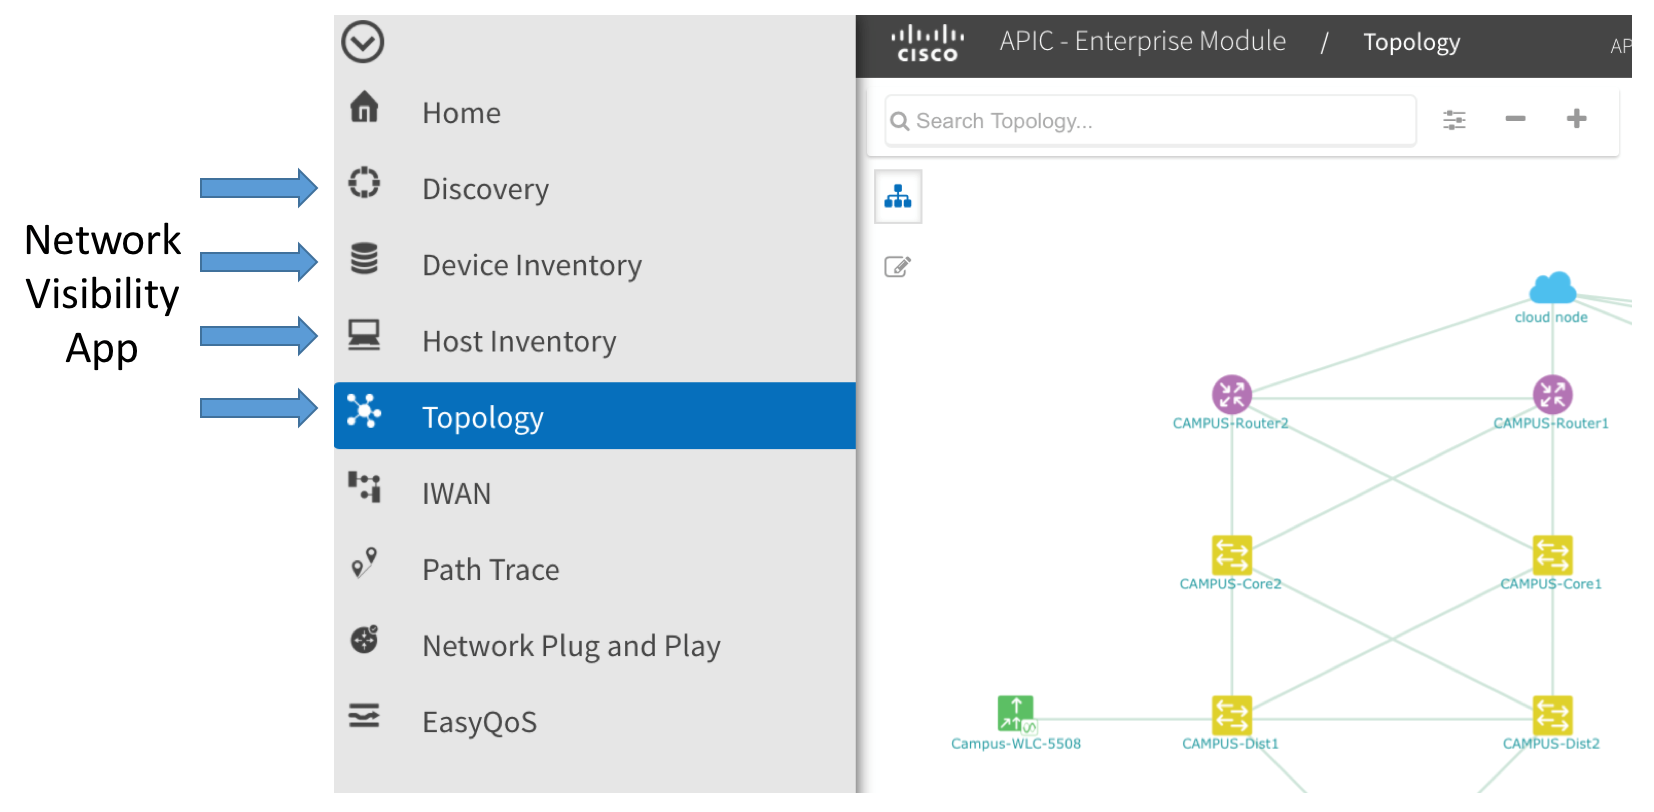 Network
Visibility
App
Home
Discovery
Device Inventory
Host Inventory
Topology
IWAN
Path Trace
Network Plug and Play
EasyQoS
CISCO APIC - Enterprise Module / Topology AP
Search Topology...
cloud node
CAMPUS-Router2 CAMPUS-Router1
CAMPUS-Core2 CAMPUS-Core1
Campus-WLC-5508 CAMPUS-Dist1 CAMPUS-Dist2